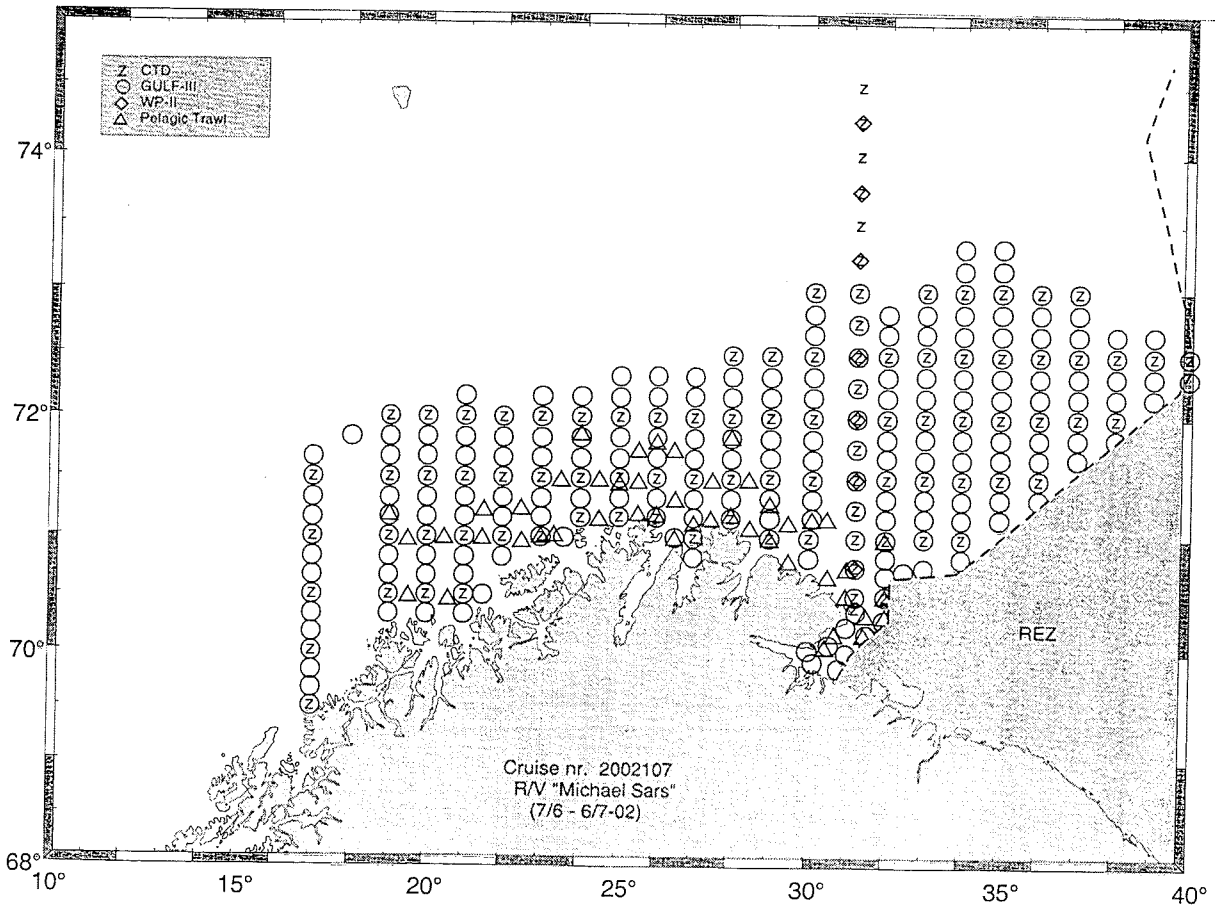 Z CTD
GULF-III
WP-II
Pelagic Trawl
74°
72°
70°
68°
REZ
Cruise nr. 2002107
R/V "Michael Sars"
(7/6 - 6/7-02)
10° 15° 20° 25° 30° 35° 40°